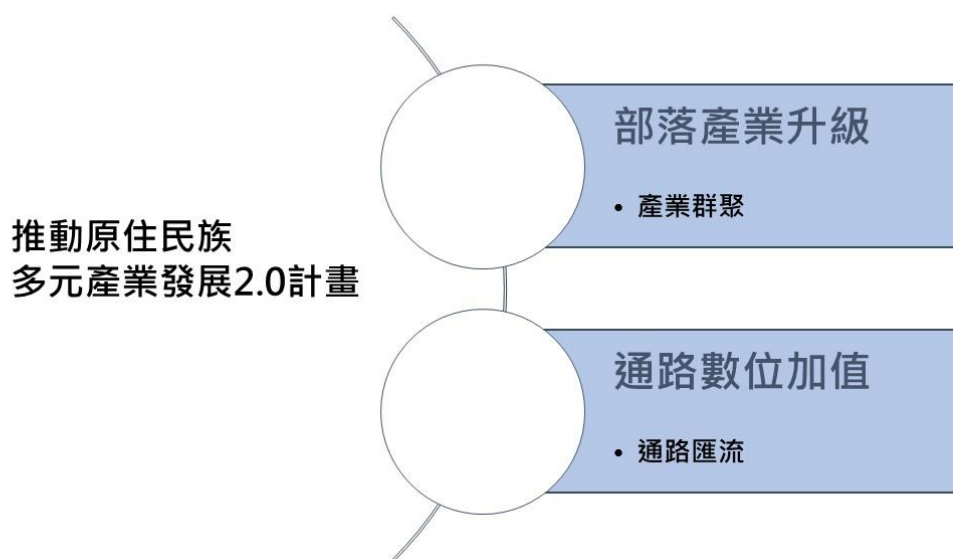 推動原住民族
多元產業發展2.0計畫
部落產業升級
• 產業群聚
通路數位加值
• 通路匯流